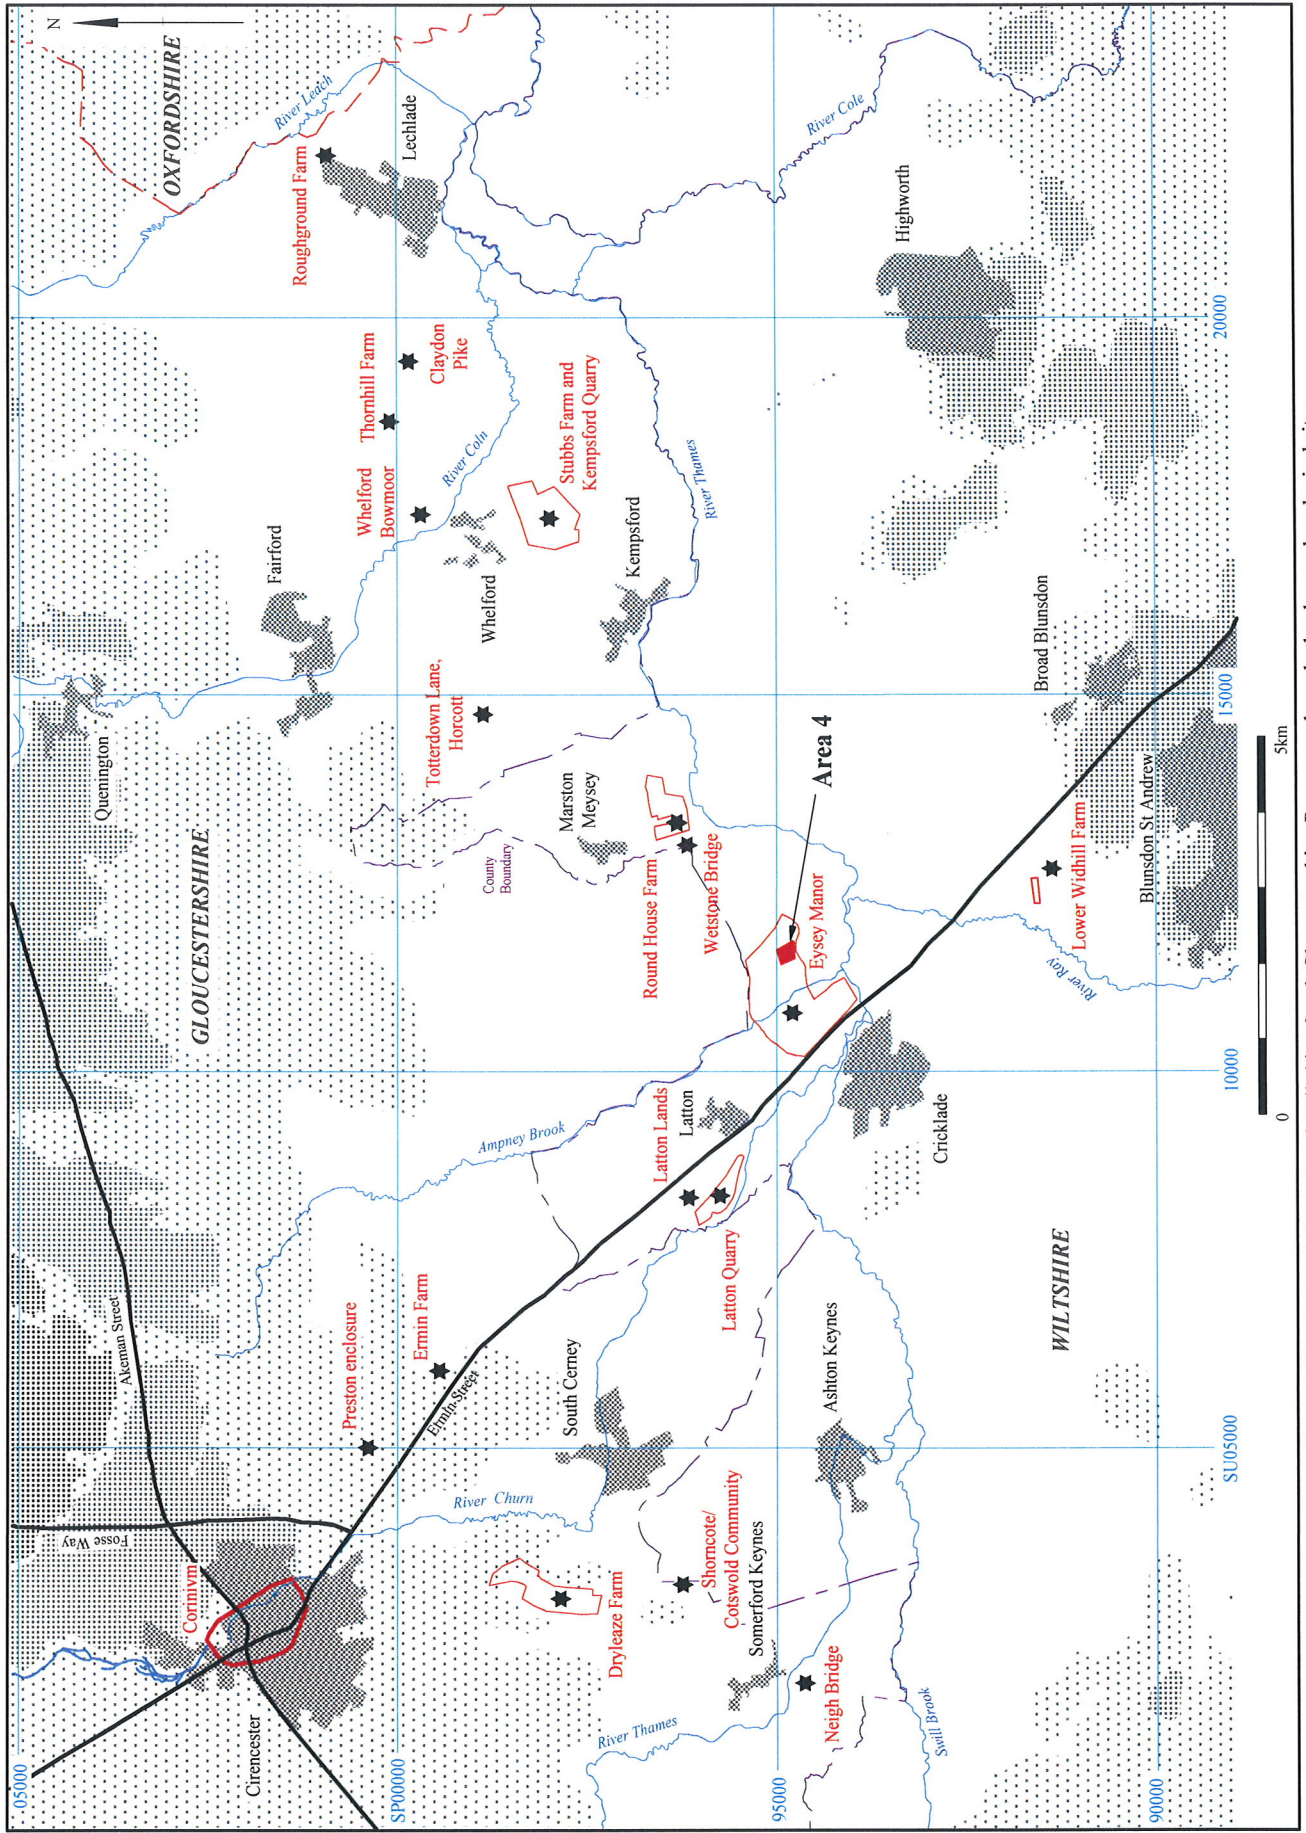 N
05000
Quenington
Fosse Way
Akeman Street
OXFORDSHIRE
Corinivm
GLOUCESTERSHIRE
Cirencester
Fairford
River Leach
Roughground Farm
Preston enclosure
Thornhill Farm
Whelford
Bowmoor
SP00000
Lechlade
Ermin Farm
Claydon
Pike
Totterdown Lane,
Horcott
Ermin Street
River Coln
River Churn
Ampney Brook
Whelford
County
Boundary
Stubbs Farm and
Kempsford Quarry
South Cerney
Marston
Meysey
Dryleaze Farm
Kempsford
River Thames
Round House Farm
Latton Lands
Latton
River Thames
Wetstone Bridge
Shorncote/
Cotswold Community
Latton Quarry
Somerford Keynes
95000
Eysey Manor
Area 4
Ashton Keynes
Neigh Bridge
River Cole
Highworth
Cricklade
Swill Brook
Broad Blunsdon
WILTSHIRE
River Ray
Lower Widhill Farm
Blunsdon St Andrew
90000
SU05000
10000
15000
20000
0
5km